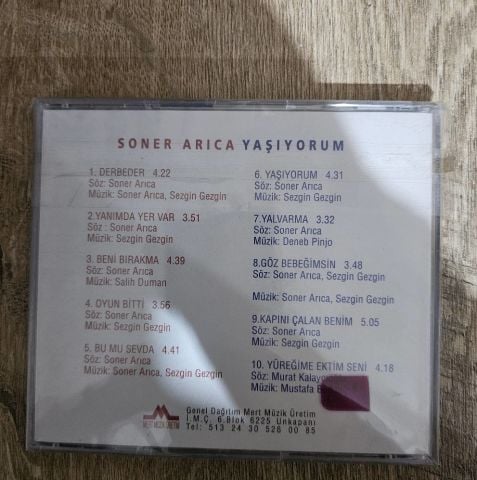 SONER ARICA YAŞIYORUM
1. DERBEDER 4.22
Söz: Soner Arıca
Müzik: Soner Arıca, Sezgin Gezgin
2.YANIMDA YER VAR 3.51
Söz : Soner Arıca
Müzik: Sezgin Gezgin
3. BENİ BIRAKMA 4.39
Söz: Soner Arıca
Müzik: Salih Duman
4. OYUN BİTTİ 3.56
Söz: Soner Arıca
Müzik: Sezgin Gezgin
5. BU MU SEVDA 4.41
Söz: Soner Arıca
Müzik: Soner Arıca, Sezgin Gezgin
6. YAŞIYORUM 4.31
Söz: Soner Arıca
Müzik: Soner Arıca, Sezgin Gezgin
7.YALVARMA 3.32
Söz: Soner Arıca
Müzik: Deneb Pinjo
8.GÖZ BEBEĞİMSİN 3.48
Söz: Soner Arıca, Sezgin Gezgin
Müzik: Soner Arıca, Sezgin Gezgin
9.KAPINI ÇALAN BENİM 5.05
Söz: Soner Arıca
Müzik: Sezgin Gezgin
10. YÜREĞİME EKTİM SENİ 4.18
Söz: Murat
Müzik: Mustafa
MERT MÜZİK ÜRETİM
Genel Dağıtım Mert Müzik Üretim
İ.M.Ç. 6.Blok 6225 Unkapanı
Tel: 513 24 30 526 00 85